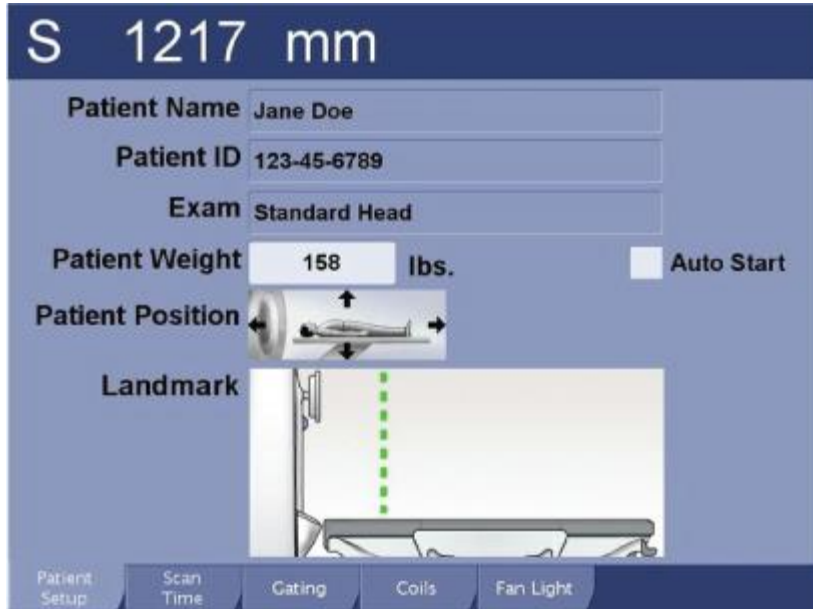 S 1217 mm
Patient Name Jane Doe
Patient ID 123-45-6789
Exam Standard Head
Patient Weight 158 lbs. Auto Start
Patient Position
Landmark
Patient Setup Scan Time Gating Coils Fan Light